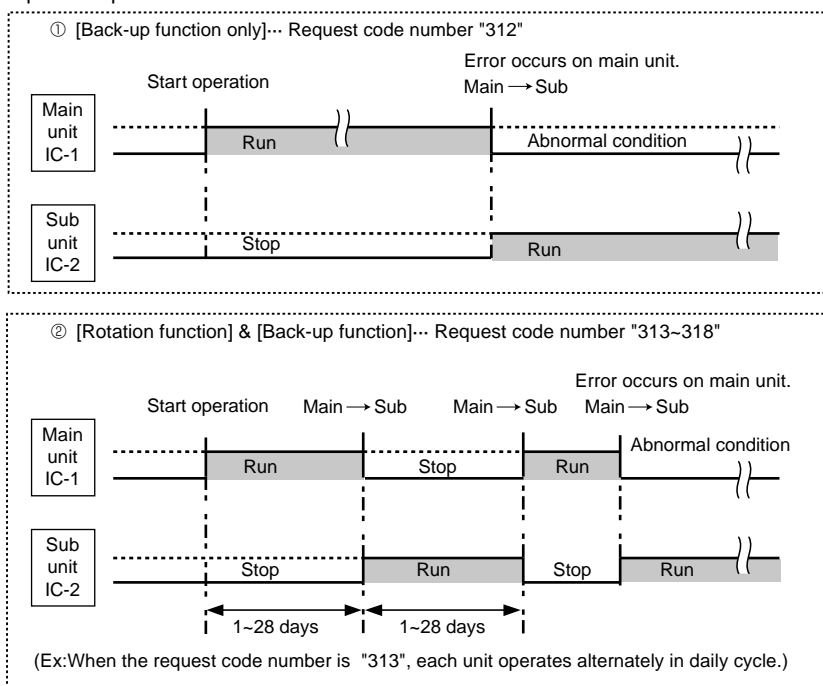 ① [Back-up function only]··· Request code number "312"
Error occurs on main unit.
Start operation
Main → Sub
Main
unit
IC-1
Run
Abnormal condition
Sub
unit
IC-2
Stop
Run
② [Rotation function] & [Back-up function]··· Request code number "313~318"
Error occurs on main unit.
Start operation Main → Sub Main → Sub Main → Sub
Main
unit
IC-1
Run
Stop
Run
Abnormal condition
Sub
unit
IC-2
Stop
Run
Stop
Run
1~28 days
1~28 days
(Ex:When the request code number is "313", each unit operates alternately in daily cycle.)